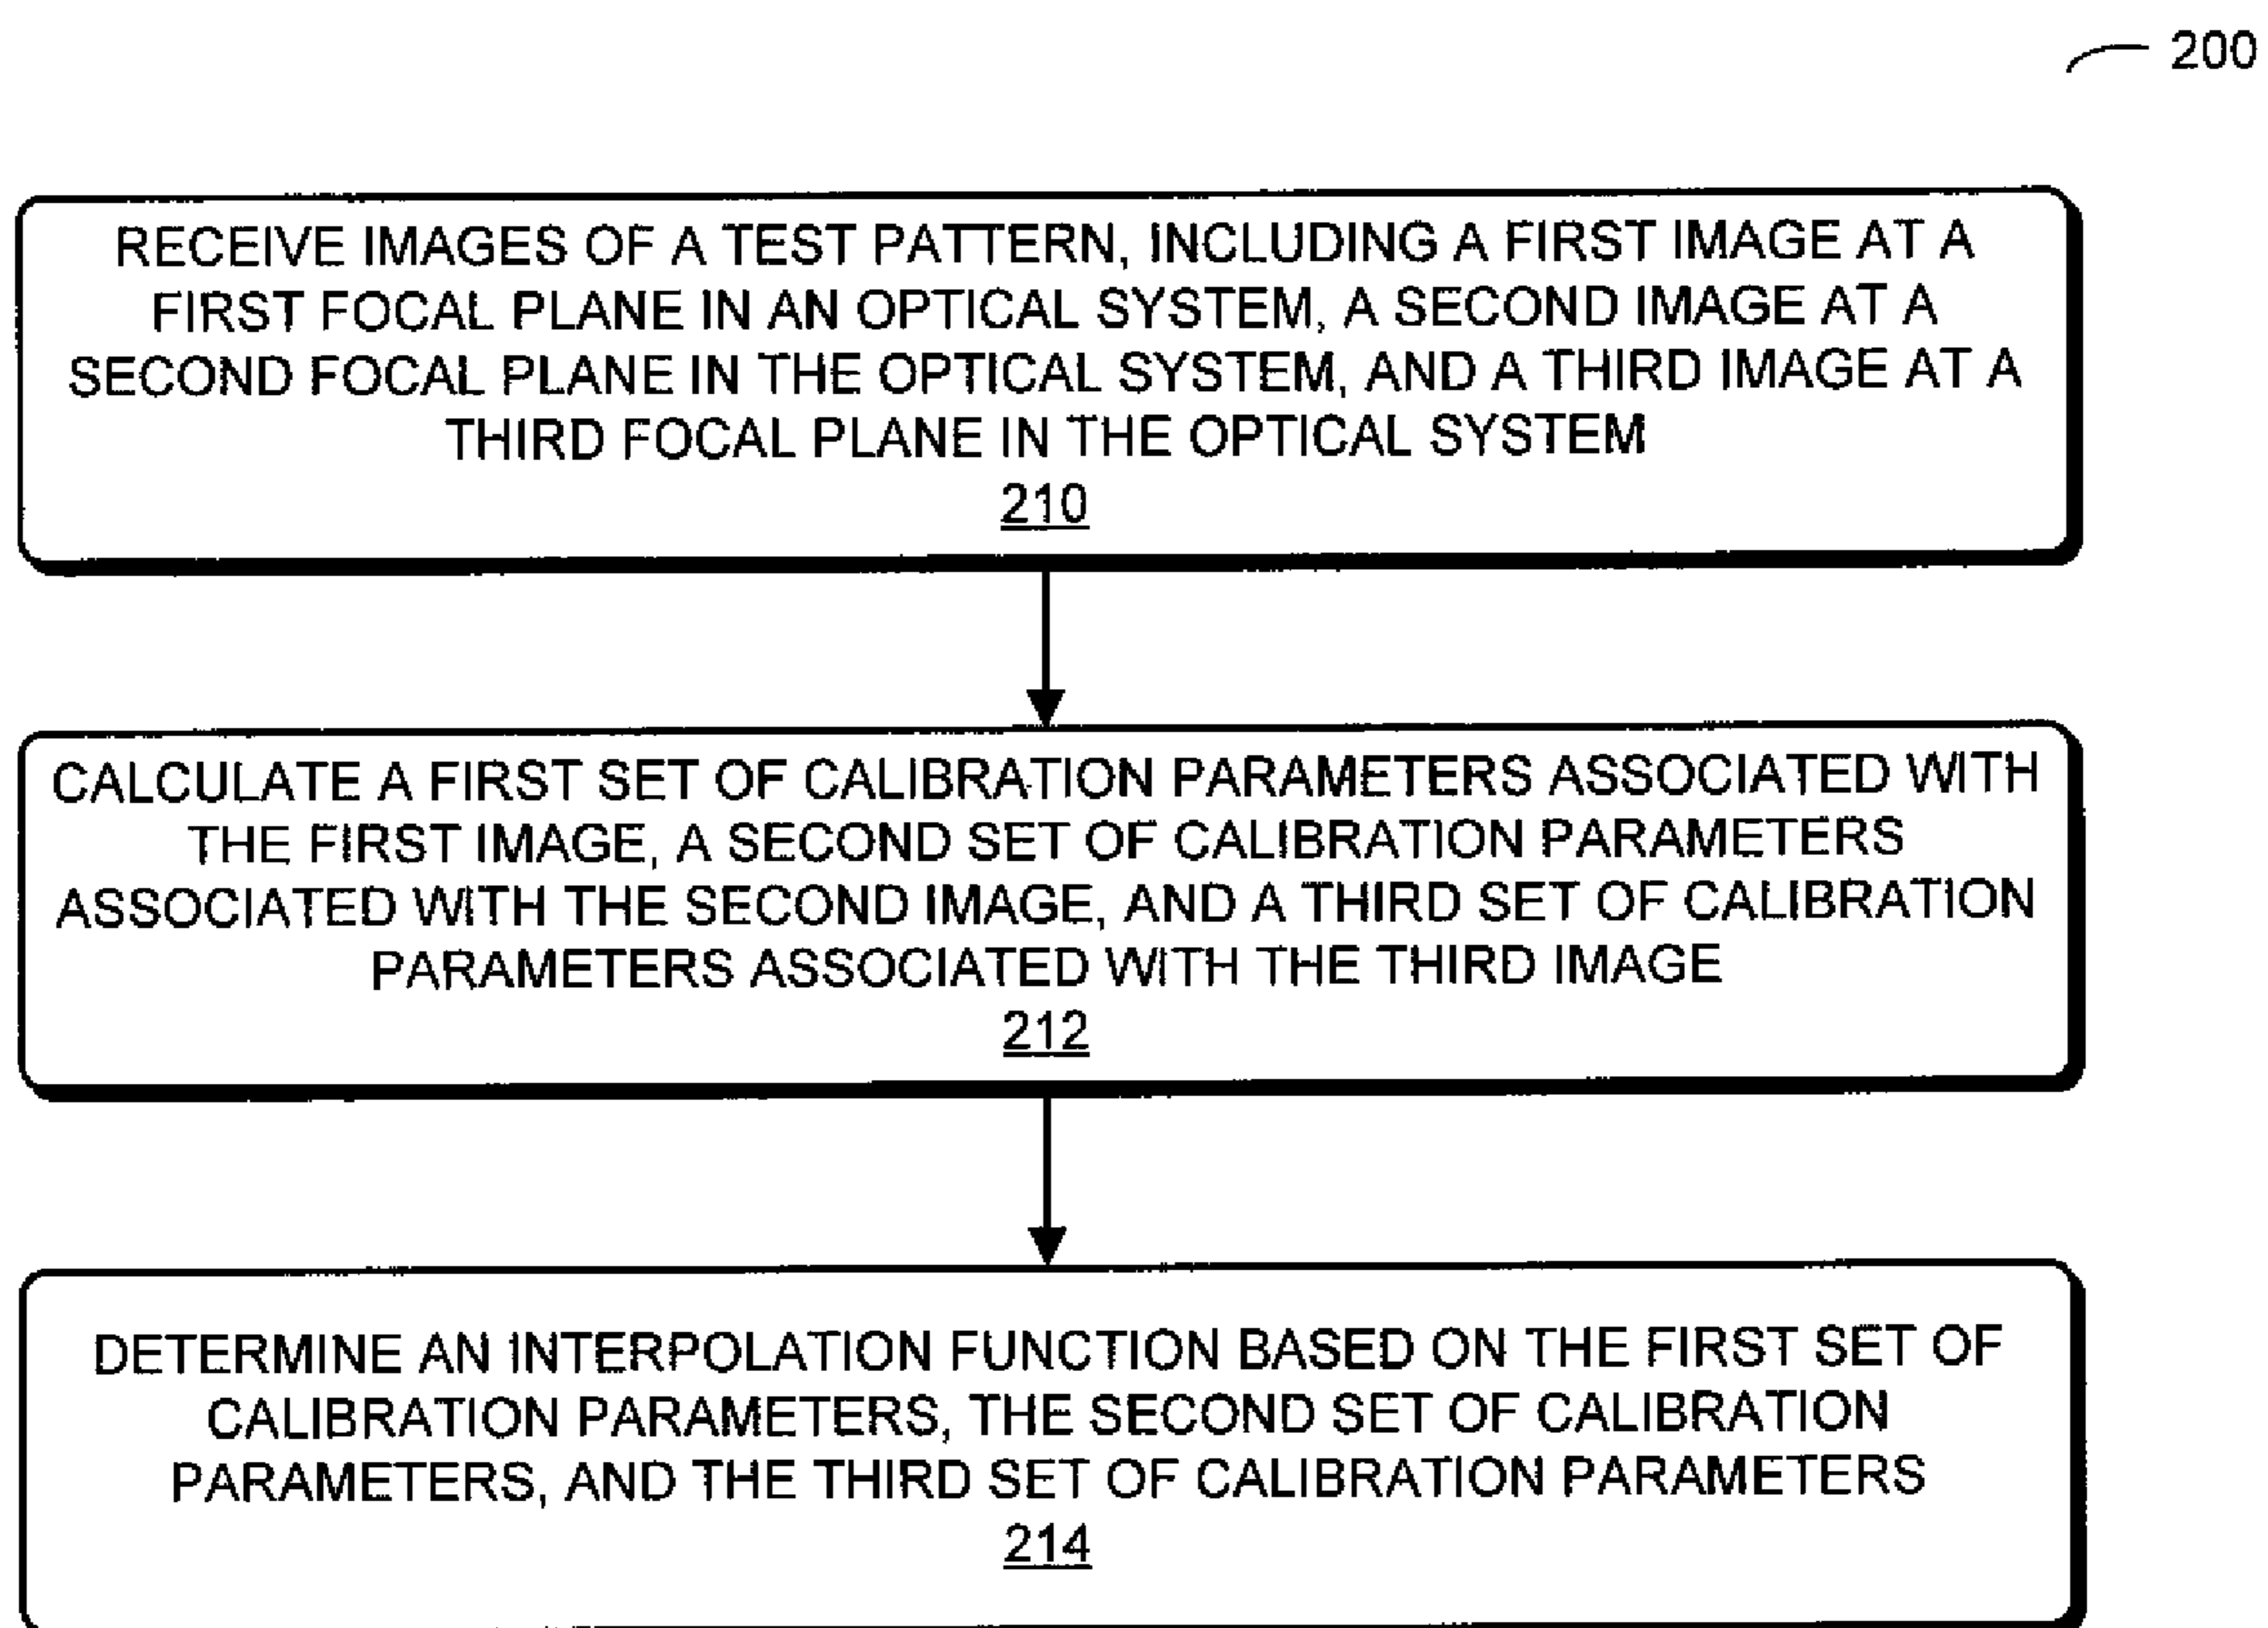 200
RECEIVE IMAGES OF A TEST PATTERN, INCLUDING A FIRST IMAGE AT A
FIRST FOCAL PLANE IN AN OPTICAL SYSTEM, A SECOND IMAGE AT A
SECOND FOCAL PLANE IN THE OPTICAL SYSTEM, AND A THIRD IMAGE AT A
THIRD FOCAL PLANE IN THE OPTICAL SYSTEM
210
CALCULATE A FIRST SET OF CALIBRATION PARAMETERS ASSOCIATED WITH
THE FIRST IMAGE, A SECOND SET OF CALIBRATION PARAMETERS
ASSOCIATED WITH THE SECOND IMAGE, AND A THIRD SET OF CALIBRATION
PARAMETERS ASSOCIATED WITH THE THIRD IMAGE
212
DETERMINE AN INTERPOLATION FUNCTION BASED ON THE FIRST SET OF
CALIBRATION PARAMETERS, THE SECOND SET OF CALIBRATION
PARAMETERS, AND THE THIRD SET OF CALIBRATION PARAMETERS
214